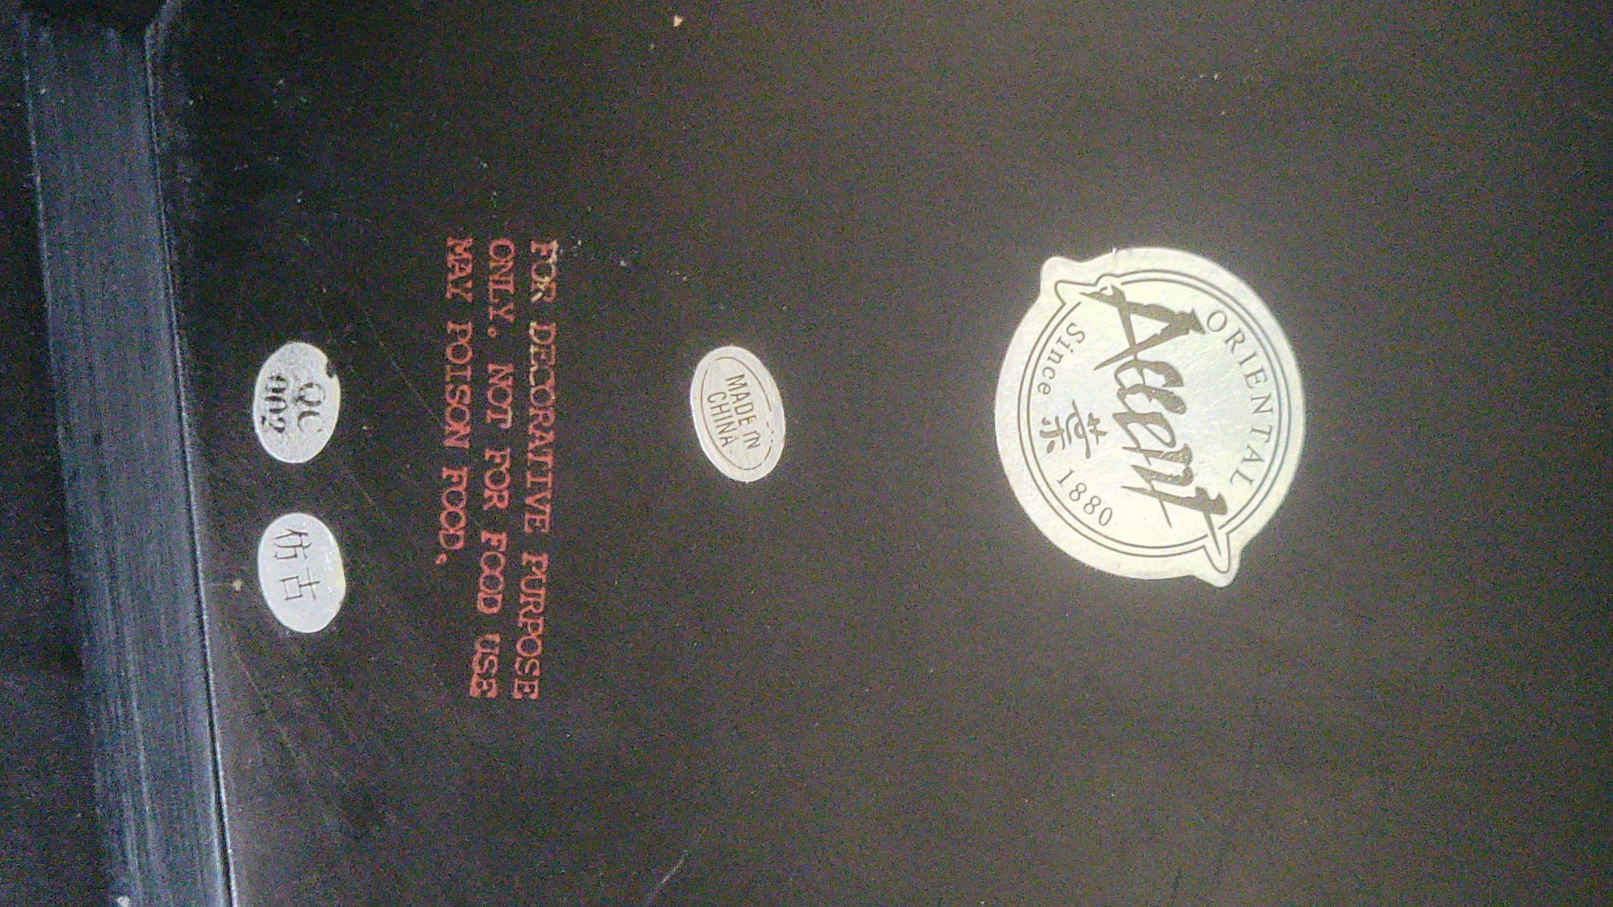 ORIENTAL
Accent
Since 榮 1880
MADE IN
CHINA
FOR DECORATIVE PURPOSE
ONLY. NOT FOR FOOD USE
MAY POISON FOOD.
QC
002
仿古